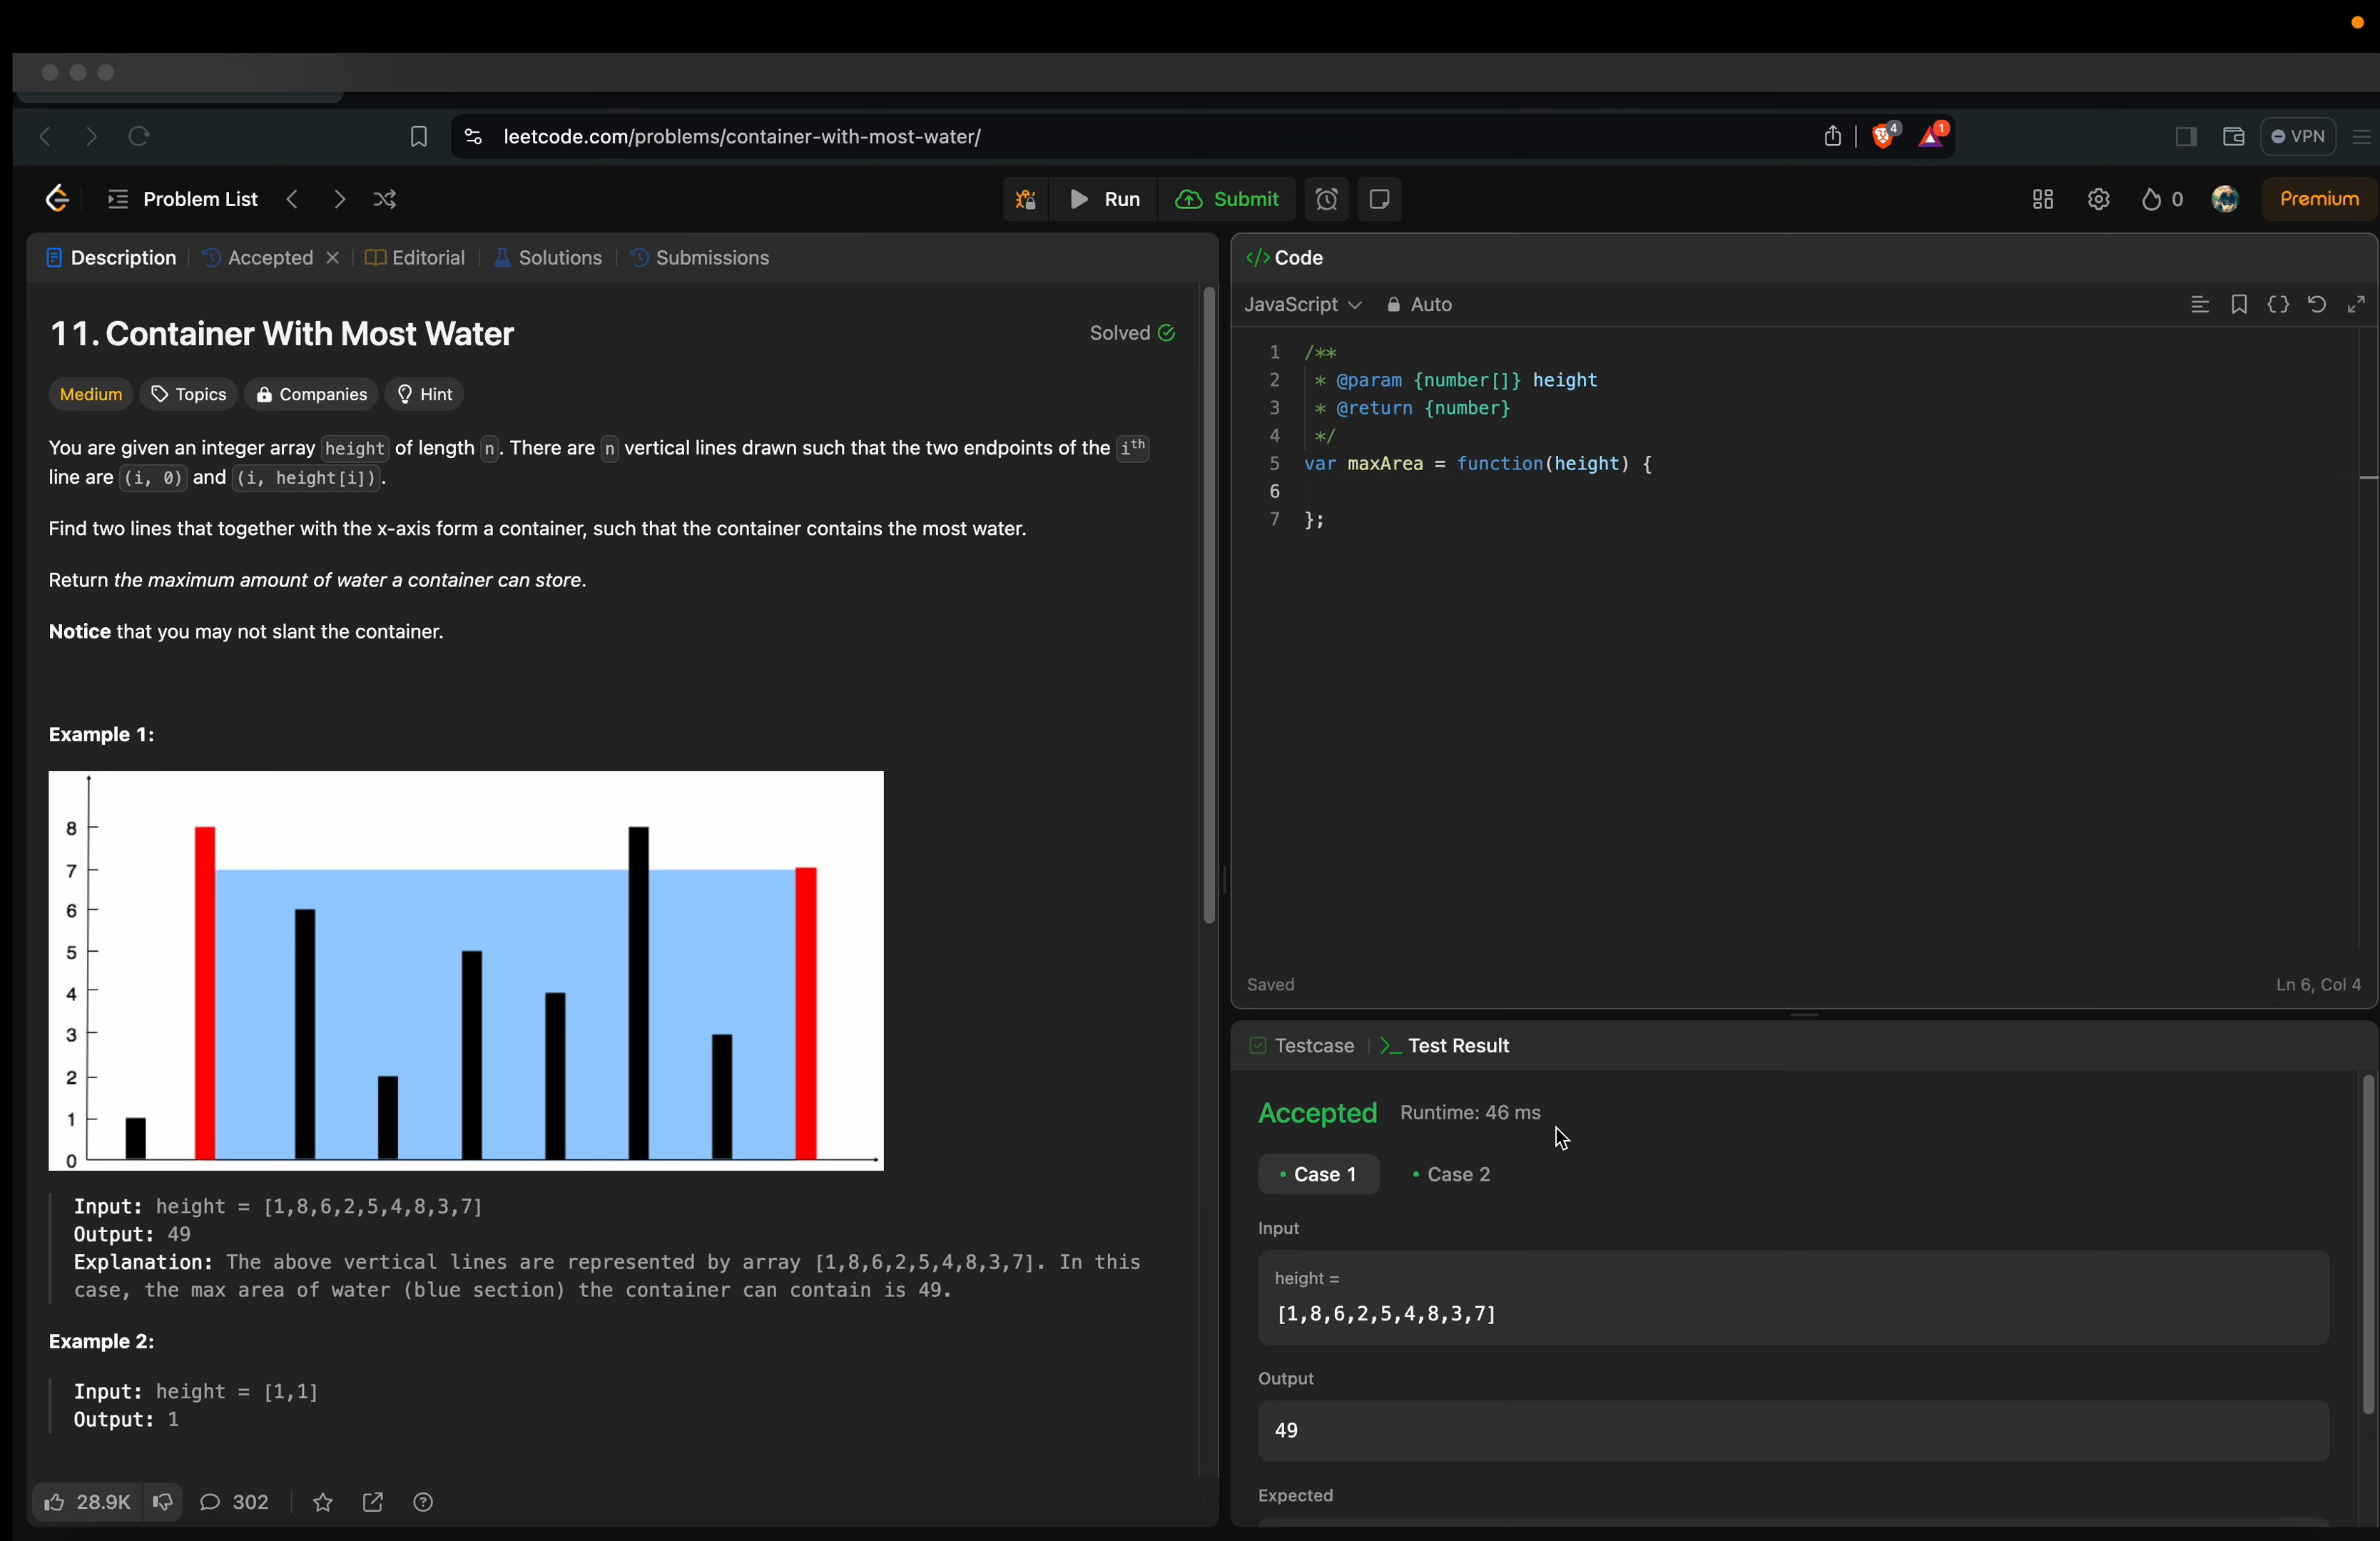 leetcode.com/problems/container-with-most-water/
4
1
VPN
Problem List
Run
Submit
0
Premium
Description
Accepted
Editorial
Solutions
Submissions
11. Container With Most Water
Solved
Medium
Topics
Companies
Hint
You are given an integer array height of length n. There are n vertical lines drawn such that the two endpoints of the ith
line are (i, 0) and (i, height[i]).
Find two lines that together with the x-axis form a container, such that the container contains the most water.
Return the maximum amount of water a container can store.
Notice that you may not slant the container.
Example 1:
8
7
6
5
4
3
2
1
0
Input: height = [1,8,6,2,5,4,8,3,7]
Output: 49
Explanation: The above vertical lines are represented by array [1,8,6,2,5,4,8,3,7]. In this
case, the max area of water (blue section) the container can contain is 49.
Example 2:
Input: height = [1,1]
Output: 1
28.9K
302
</> Code
JavaScript
Auto
1 /**
2 * @param {number[]} height
3 * @return {number}
4 */
5 var maxArea = function(height) {
6
7 };
Saved
Ln 6, Col 4
Testcase
>_ Test Result
Accepted
Runtime: 46 ms
• Case 1
• Case 2
Input
height =
[1,8,6,2,5,4,8,3,7]
Output
49
Expected